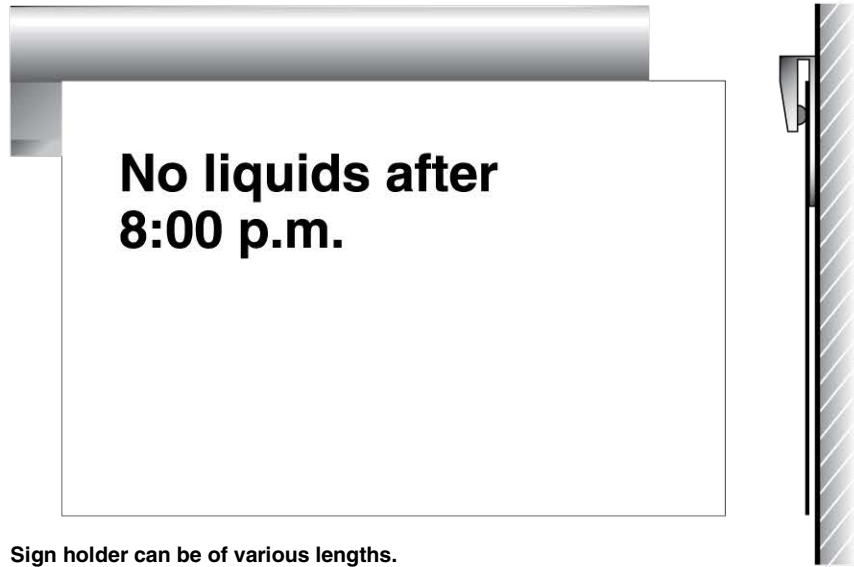 No liquids after
8:00 p.m.
Sign holder can be of various lengths.